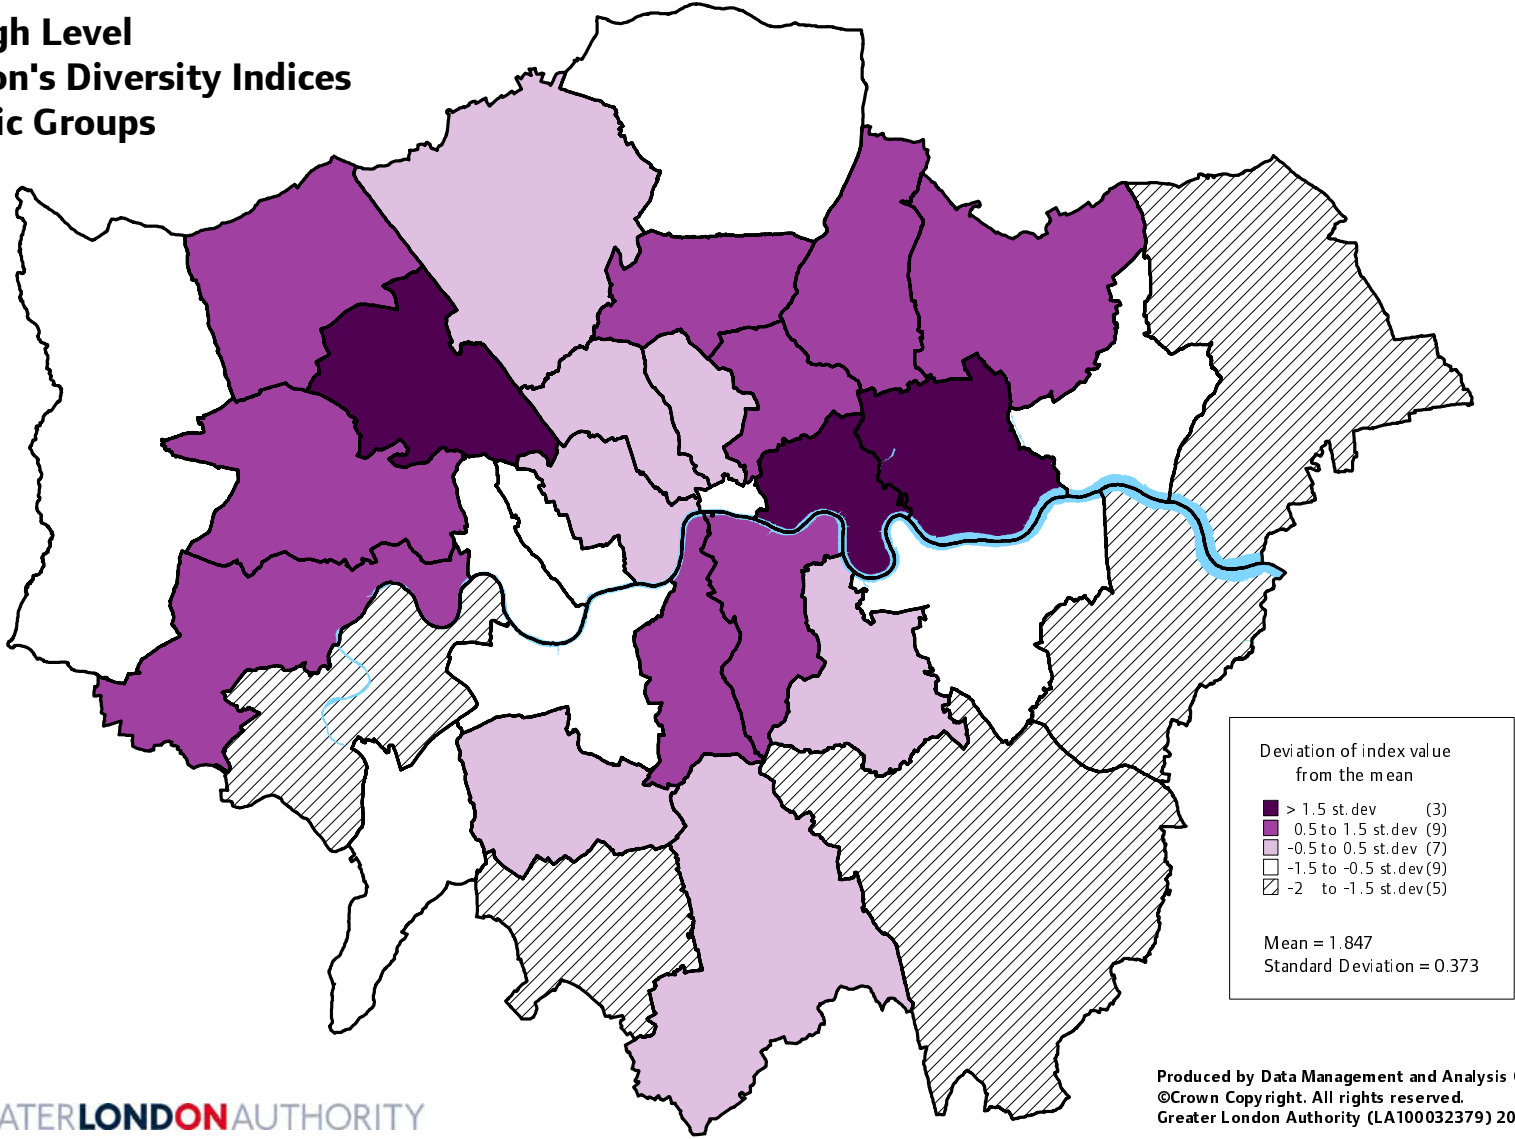 gh Level
on's Diversity Indices
ic Groups
Deviation of index value
from the mean
> 1.5 st.dev (3)
0.5 to 1.5 st.dev (9)
-0.5 to 0.5 st.dev (7)
-1.5 to -0.5 st.dev (9)
-2 to -1.5 st.dev (5)
Mean = 1.847
Standard Deviation = 0.373
Produced by Data Management and Analysis
©Crown Copyright. All rights reserved.
Greater London Authority (LA100032379) 20
ATERLONDONAUTHORITY